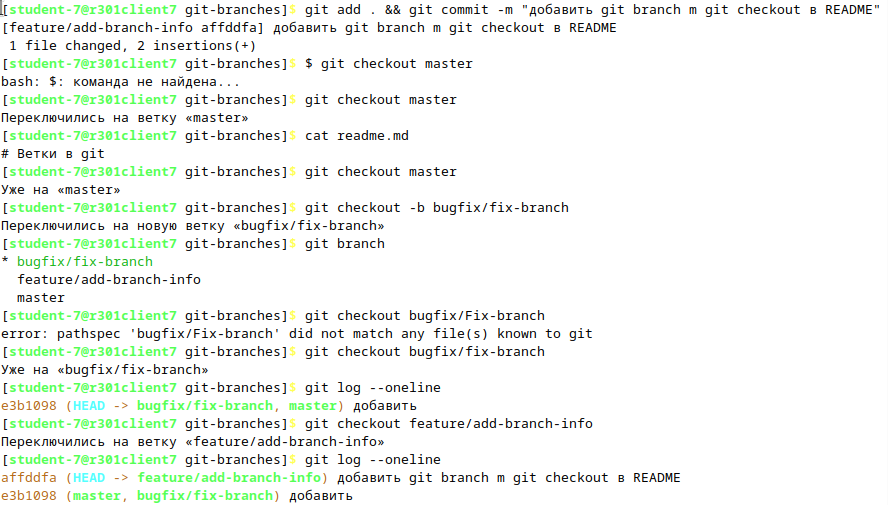 [student-7@r301client7 git-branches]$ git add . && git commit -m "добавить git branch m git checkout в README"
[feature/add-branch-info affddfa] добавить git branch m git checkout в README
 1 file changed, 2 insertions(+)
[student-7@r301client7 git-branches]$ $ git checkout master
bash: $: команда не найдена...
[student-7@r301client7 git-branches]$ git checkout master
Переключились на ветку «master»
[student-7@r301client7 git-branches]$ cat readme.md
# Ветки в git
[student-7@r301client7 git-branches]$ git checkout master
Уже на «master»
[student-7@r301client7 git-branches]$ git checkout -b bugfix/fix-branch
Переключились на новую ветку «bugfix/fix-branch»
[student-7@r301client7 git-branches]$ git branch
* bugfix/fix-branch
  feature/add-branch-info
  master
[student-7@r301client7 git-branches]$ git checkout bugfix/Fix-branch
error: pathspec 'bugfix/Fix-branch' did not match any file(s) known to git
[student-7@r301client7 git-branches]$ git checkout bugfix/fix-branch
Уже на «bugfix/fix-branch»
[student-7@r301client7 git-branches]$ git log --oneline
e3b1098 (HEAD -> bugfix/fix-branch, master) добавить
[student-7@r301client7 git-branches]$ git checkout feature/add-branch-info
Переключились на ветку «feature/add-branch-info»
[student-7@r301client7 git-branches]$ git log --oneline
affddfa (HEAD -> feature/add-branch-info) добавить git branch m git checkout в README
e3b1098 (master, bugfix/fix-branch) добавить